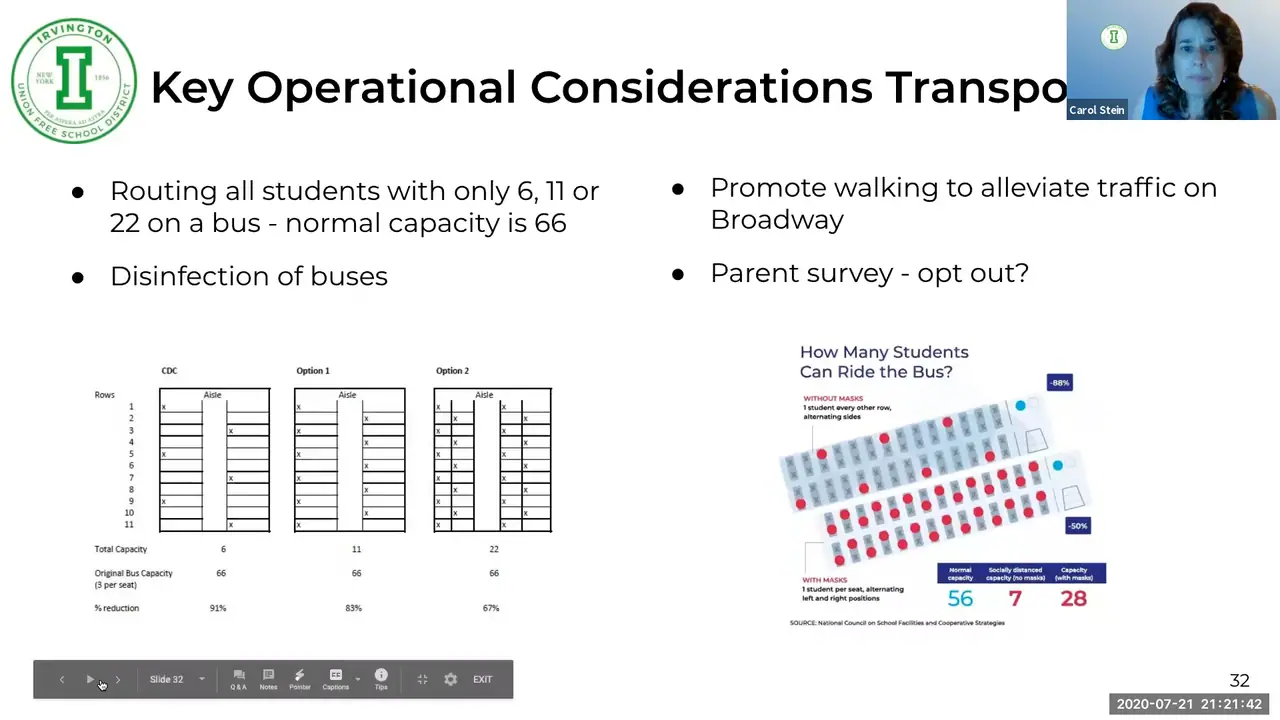 IRVINGTON
NEW YORK
1856
PER ASPERA AD ASTRA
UNION FREE SCHOOL DISTRICT
Key Operational Considerations Transpo
Carol Stein
● Routing all students with only 6, 11 or
22 on a bus - normal capacity is 66
● Disinfection of buses
● Promote walking to alleviate traffic on
Broadway
● Parent survey - opt out?
CDC Option 1 Option 2
Rows Aisle Aisle Aisle
1 x x x x
2 x x x
3 x x x x
4 x x x
5 x x x x
6 x x x
7 x x x x
8 x x x
9 x x x x
10 x x x
11 x x x x
Total Capacity 6 11 22
Original Bus Capacity 66 66 66
(3 per seat)
% reduction 91% 83% 67%
How Many Students
Can Ride the Bus?
-88%
WITHOUT MASKS
1 student every other row,
alternating sides
-50%
WITH MASKS
1 student per seat, alternating
left and right positions
Normal capacity
Socially distanced capacity (no masks)
Capacity (with masks)
56 7 28
SOURCE: National Council on School Facilities and Cooperative Strategies
Slide 32
Q & A
Notes
Pointer
Captions
Tips
EXIT
32
2020-07-21 21:21:42